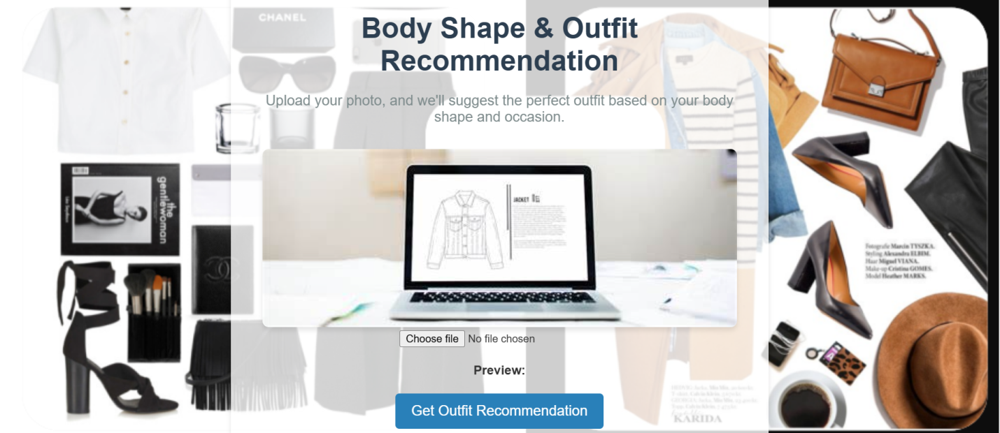 CHANEL
Body Shape & Outfit
Recommendation
Upload your photo, and we'll suggest the perfect outfit based on your body
shape and occasion.
the
gentlewoman
JACKET
Choose file No file chosen
Preview:
Get Outfit Recommendation
Fotografie Marcin TYSZKA.
Styling Alexandra ELBIM.
Haar Miguel VIANA.
Make-up Cristina GOMES.
Model Heather MARKS.
KARIDA